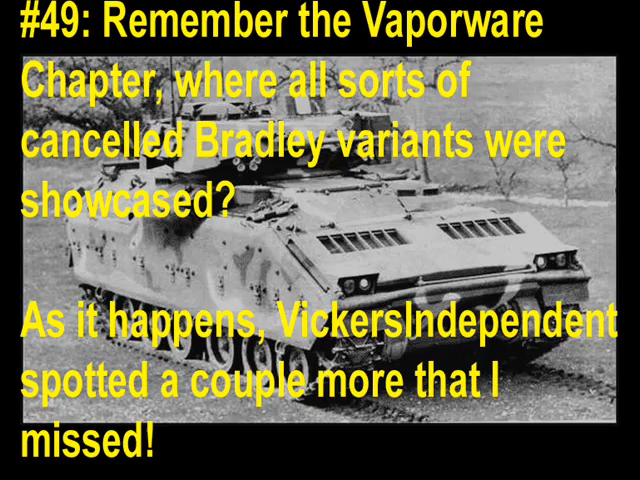 #49: Remember the Vaporware
Chapter, where all sorts of
cancelled Bradley variants were
showcased?
As it happens, VickersIndependent
spotted a couple more that I
missed!